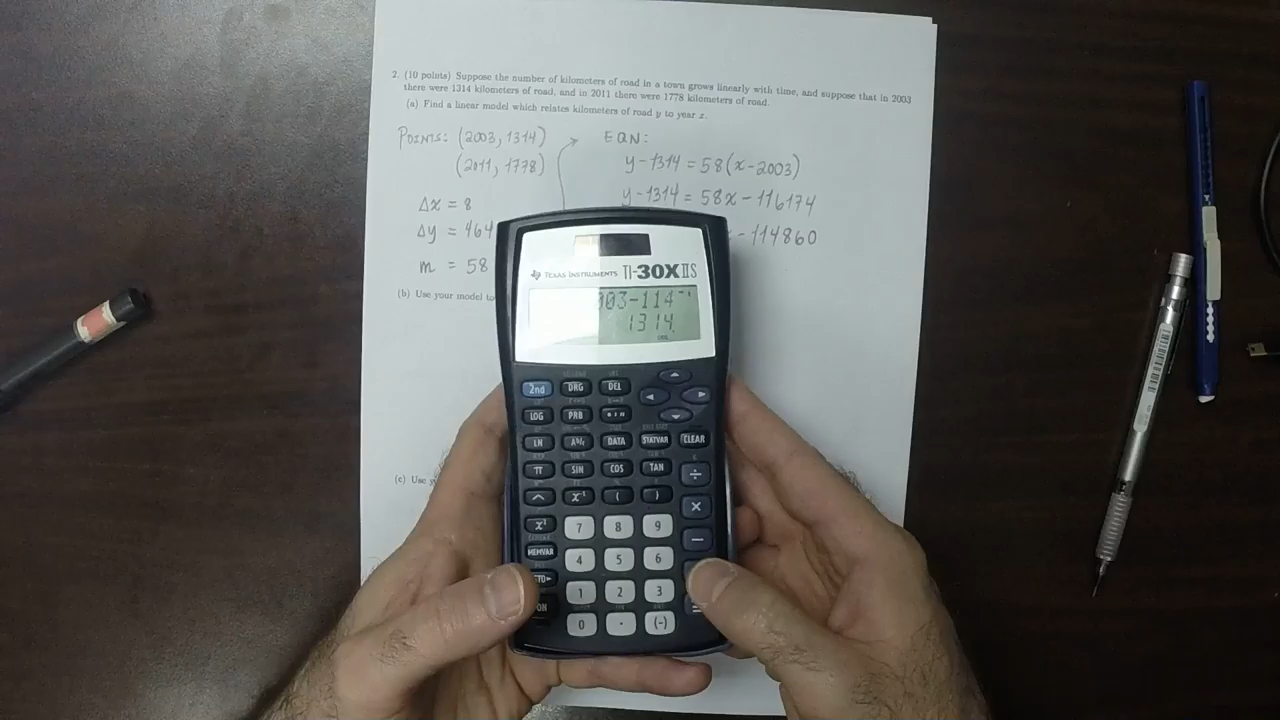 2. (10 points) Suppose the number of kilometers of road in a town grows linearly with time, and suppose that in 2003
there were 1314 kilometers of road, and in 2011 there were 1778 kilometers of road.
(a) Find a linear model which relates kilometers of road y to year x.
POINTS: (2003, 1314)
(2011, 1778)
Δx = 8
Δy = 464
m = 58
EQN:
y-1314 = 58(x-2003)
y-1314 = 58x-116174
-114860
(b) Use your model to
(c) Use
TEXAS INSTRUMENTS TI-30X IIS
003-114
1314.
2nd DRG DEL
LOG PRB
LN A b/c DATA STATVAR CLEAR
π SIN COS TAN ÷
^ ( ) ×
7 8 9 −
MEMVAR 4 5 6
STO► 1 2 3
ON 0 . (-) =